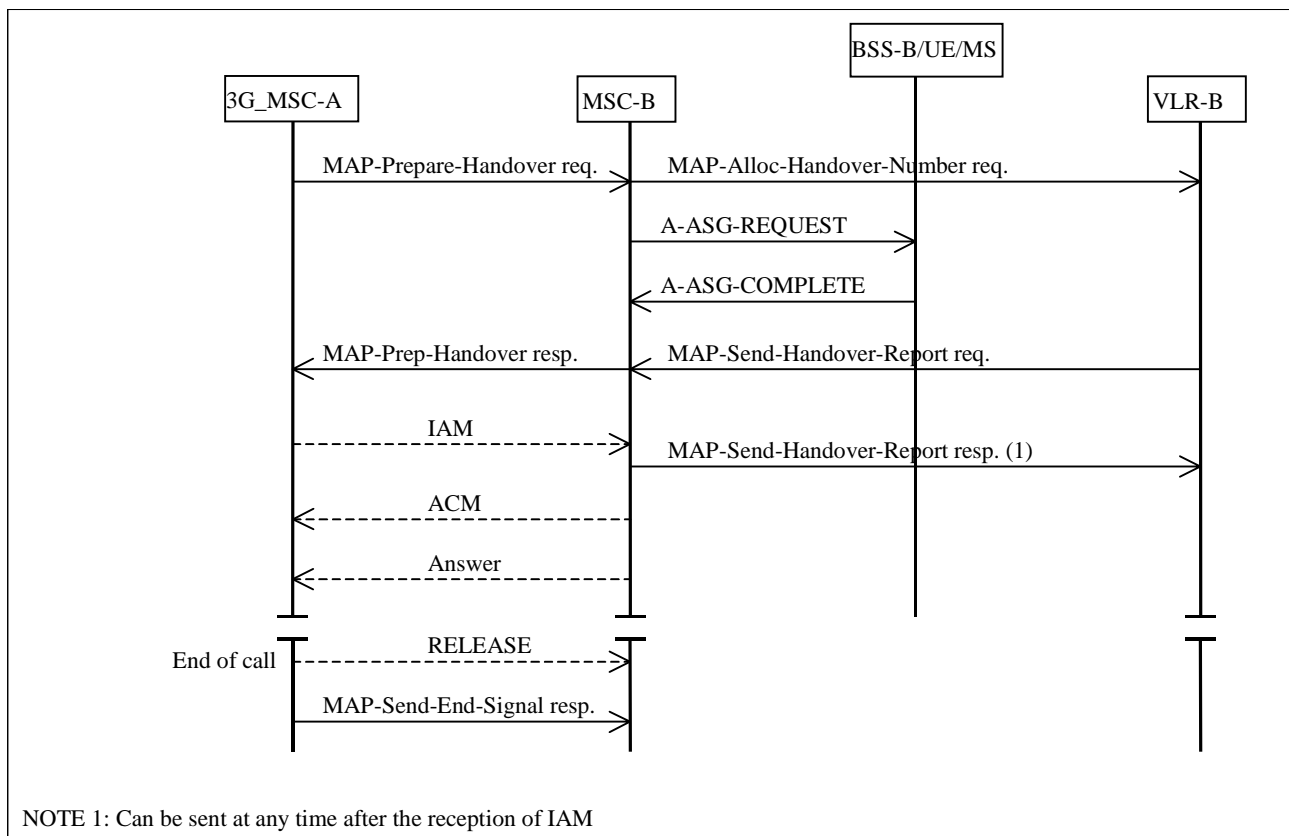 BSS-B/UE/MS
3G_MSC-A
MSC-B
VLR-B
MAP-Prepare-Handover req.
MAP-Alloc-Handover-Number req.
A-ASG-REQUEST
A-ASG-COMPLETE
MAP-Prep-Handover resp.
MAP-Send-Handover-Report req.
IAM
MAP-Send-Handover-Report resp. (1)
ACM
Answer
RELEASE
End of call
MAP-Send-End-Signal resp.
NOTE 1: Can be sent at any time after the reception of IAM